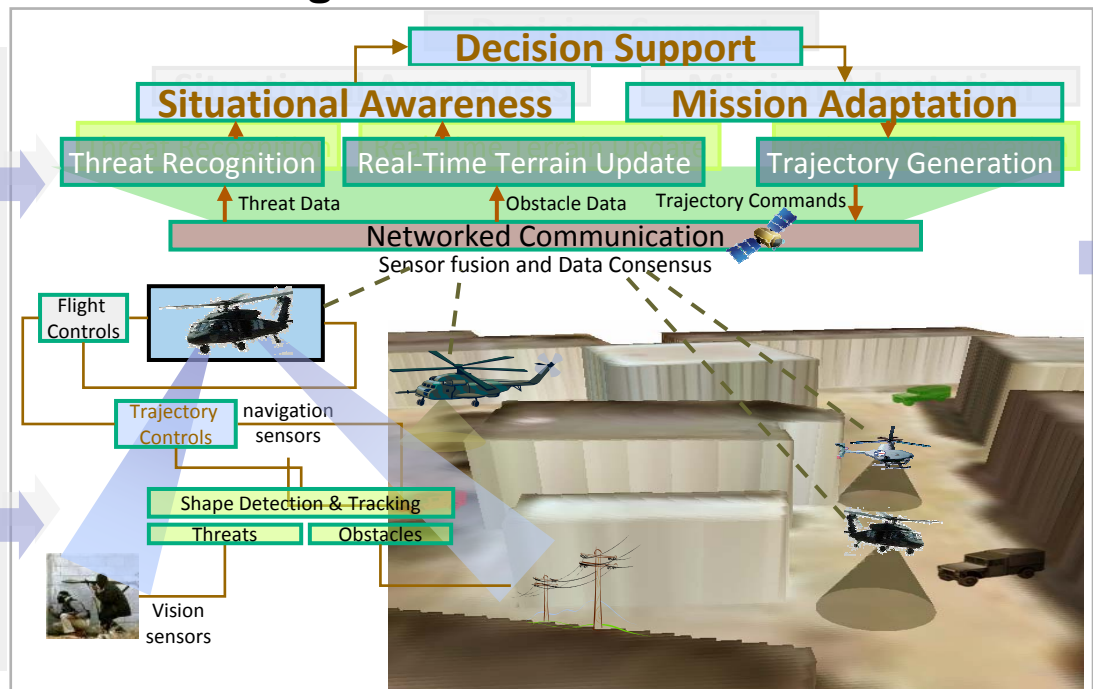 Decision Support
Situational Awareness
Mission Adaptation
Threat Recognition
Real-Time Terrain Update
Trajectory Generation
Threat Data
Obstacle Data
Trajectory Commands
Networked Communication
Sensor fusion and Data Consensus
Flight
Controls
Trajectory
Controls
navigation
sensors
Shape Detection & Tracking
Threats
Obstacles
Vision
sensors